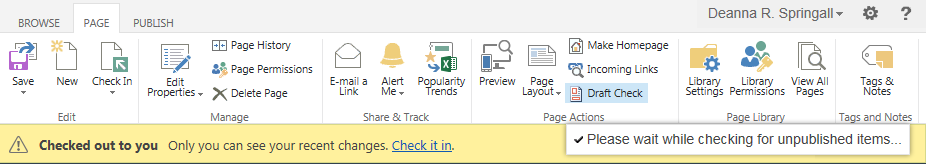 BROWSE PAGE PUBLISH Deanna R. Springall ?
Save New Check In
Edit Properties
Page History
Page Permissions
Delete Page
E-mail a Link
Alert Me
Popularity Trends
Preview
Page Layout
Make Homepage
Incoming Links
Draft Check
Library Settings
Library Permissions
View All Pages
Tags & Notes
Edit Manage Share & Track Page Actions Page Library Tags and Notes
Checked out to you Only you can see your recent changes. Check it in.
Please wait while checking for unpublished items...